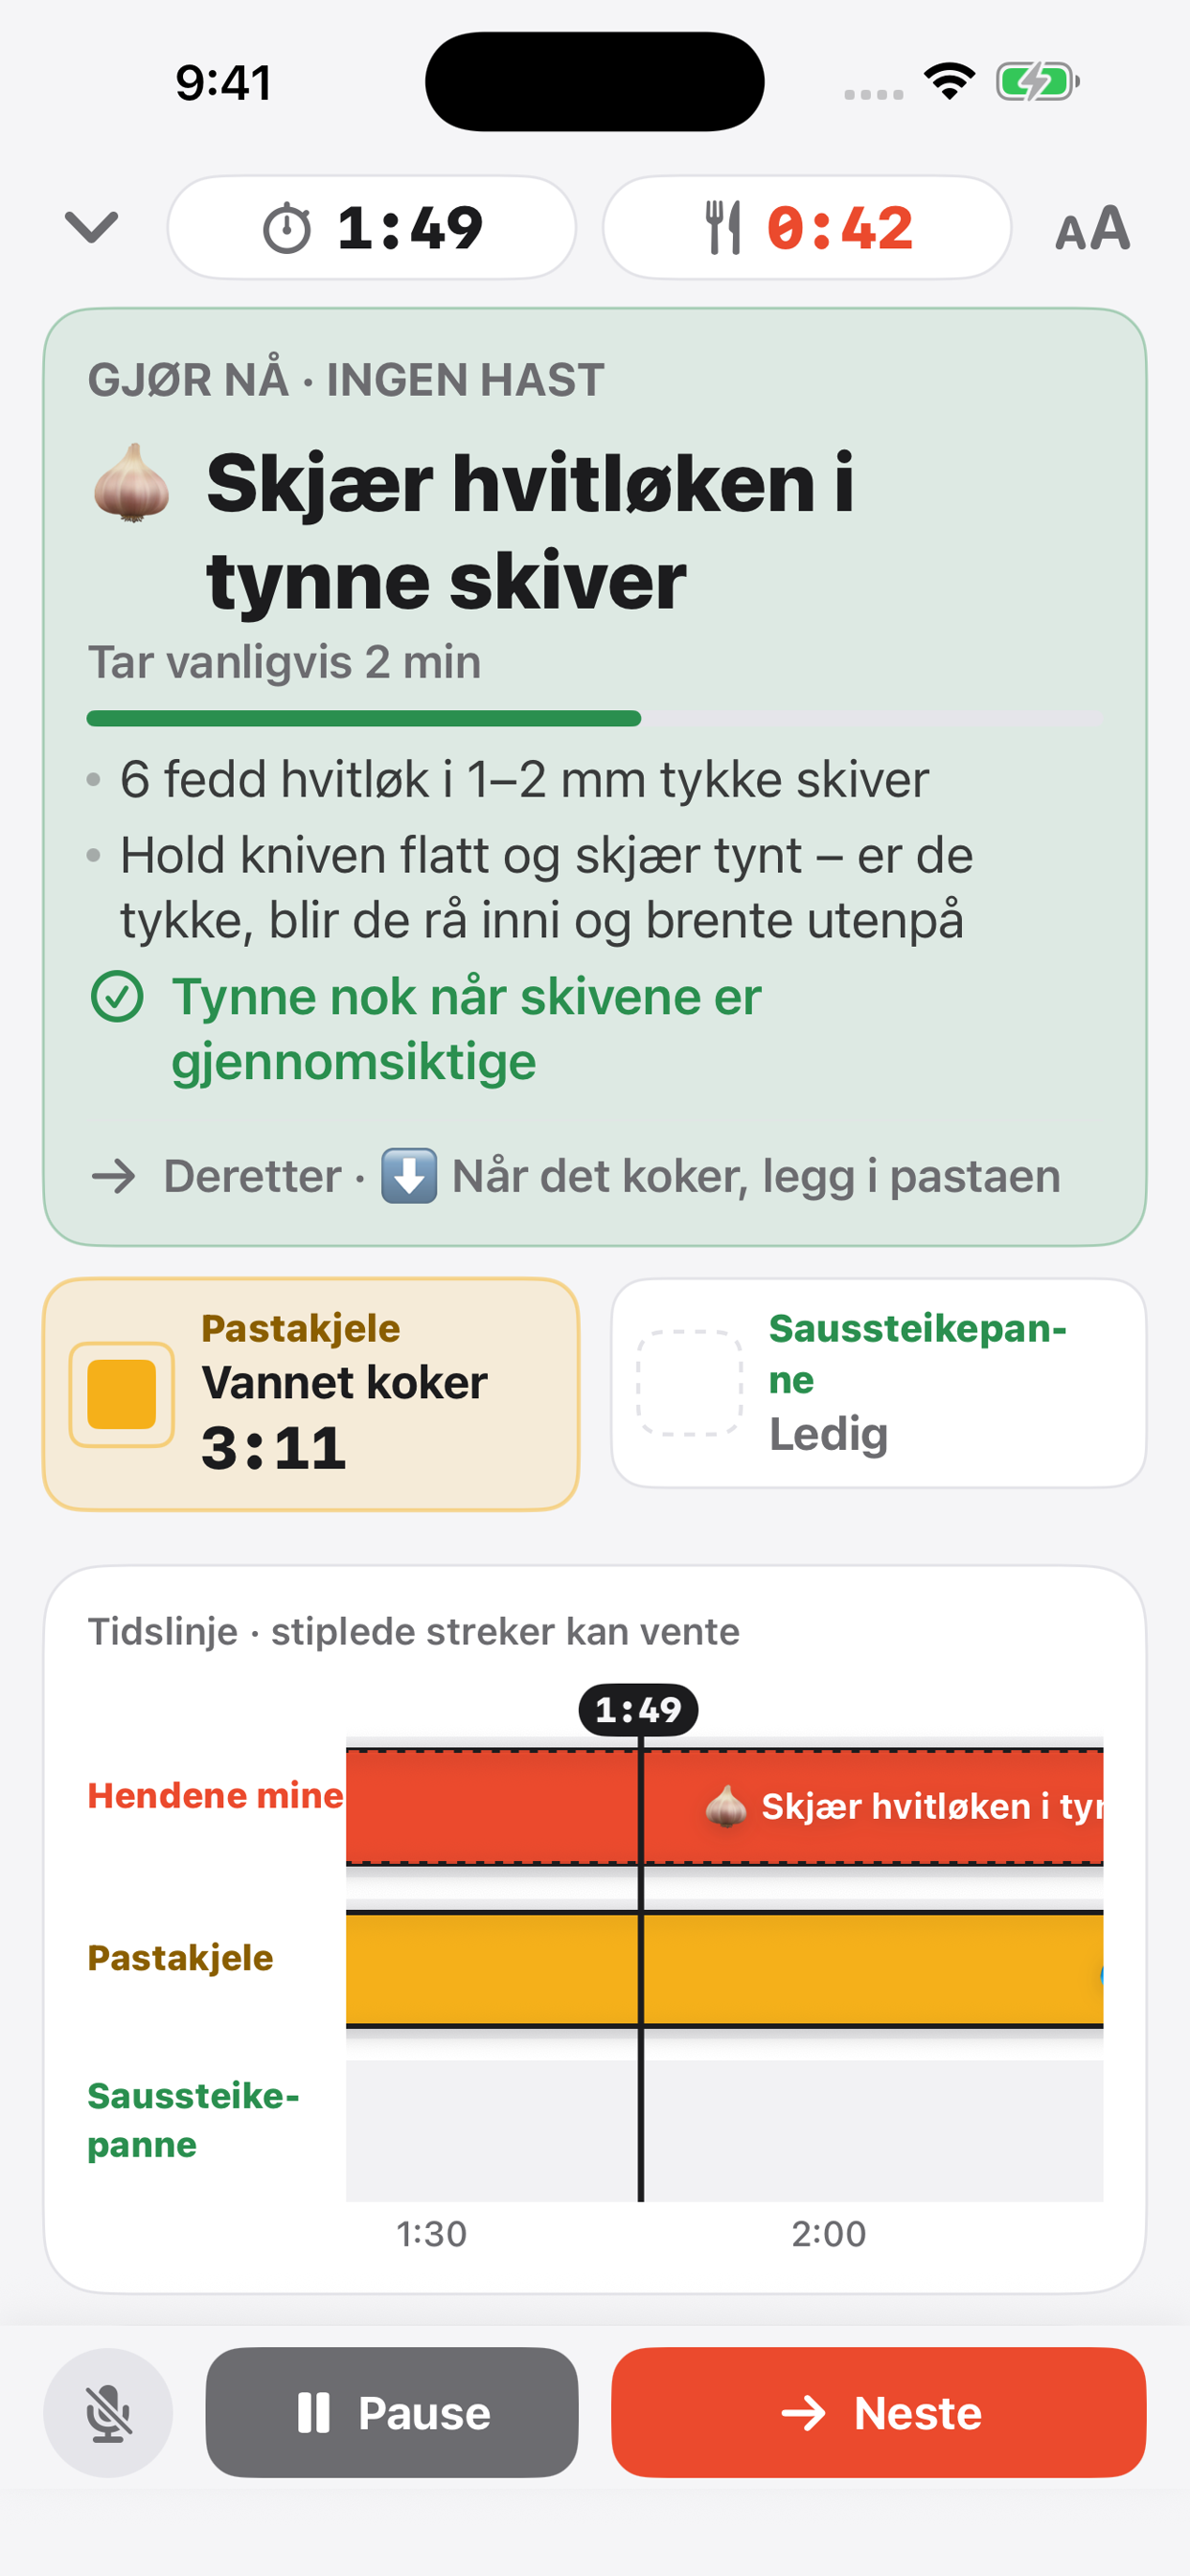 9:41
1:49
0:42
AA
GJØR NÅ · INGEN HAST
Skjær hvitløken i
tynne skiver
Tar vanligvis 2 min
• 6 fedd hvitløk i 1–2 mm tykke skiver
• Hold kniven flatt og skjær tynt – er de
tykke, blir de rå inni og brente utenpå
Tynne nok når skivene er
gjennomsiktige
→ Deretter · ⬇️ Når det koker, legg i pastaen
Pastakjele
Vannet koker
3:11
Saussteikepan-
ne
Ledig
Tidslinje · stiplede streker kan vente
1:49
Hendene mine
Skjær hvitløken i tyn
Pastakjele
Saussteike-
panne
1:30
2:00
Pause
→ Neste